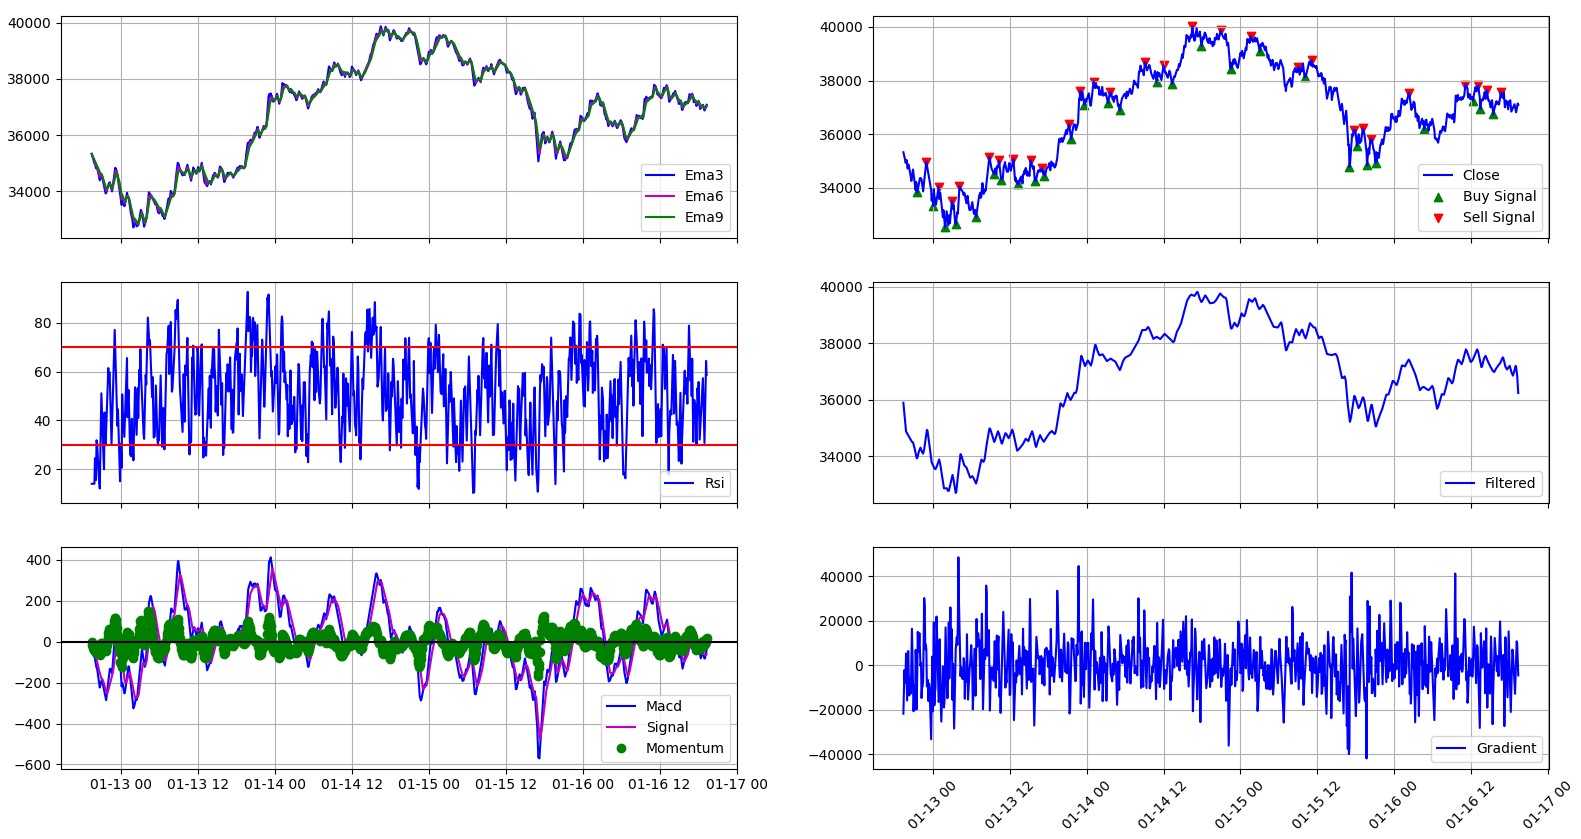 40000
38000
36000
34000
Ema3
Ema6
Ema9
40000
38000
36000
34000
Close
Buy Signal
Sell Signal
80
60
40
20
Rsi
40000
38000
36000
34000
Filtered
400
200
0
−200
−400
−600
Macd
Signal
Momentum
01-13 00 01-13 12 01-14 00 01-14 12 01-15 00 01-15 12 01-16 00 01-16 12 01-17 00
40000
20000
0
−20000
−40000
Gradient
01-13 00 01-13 12 01-14 00 01-14 12 01-15 00 01-15 12 01-16 00 01-16 12 01-17 00